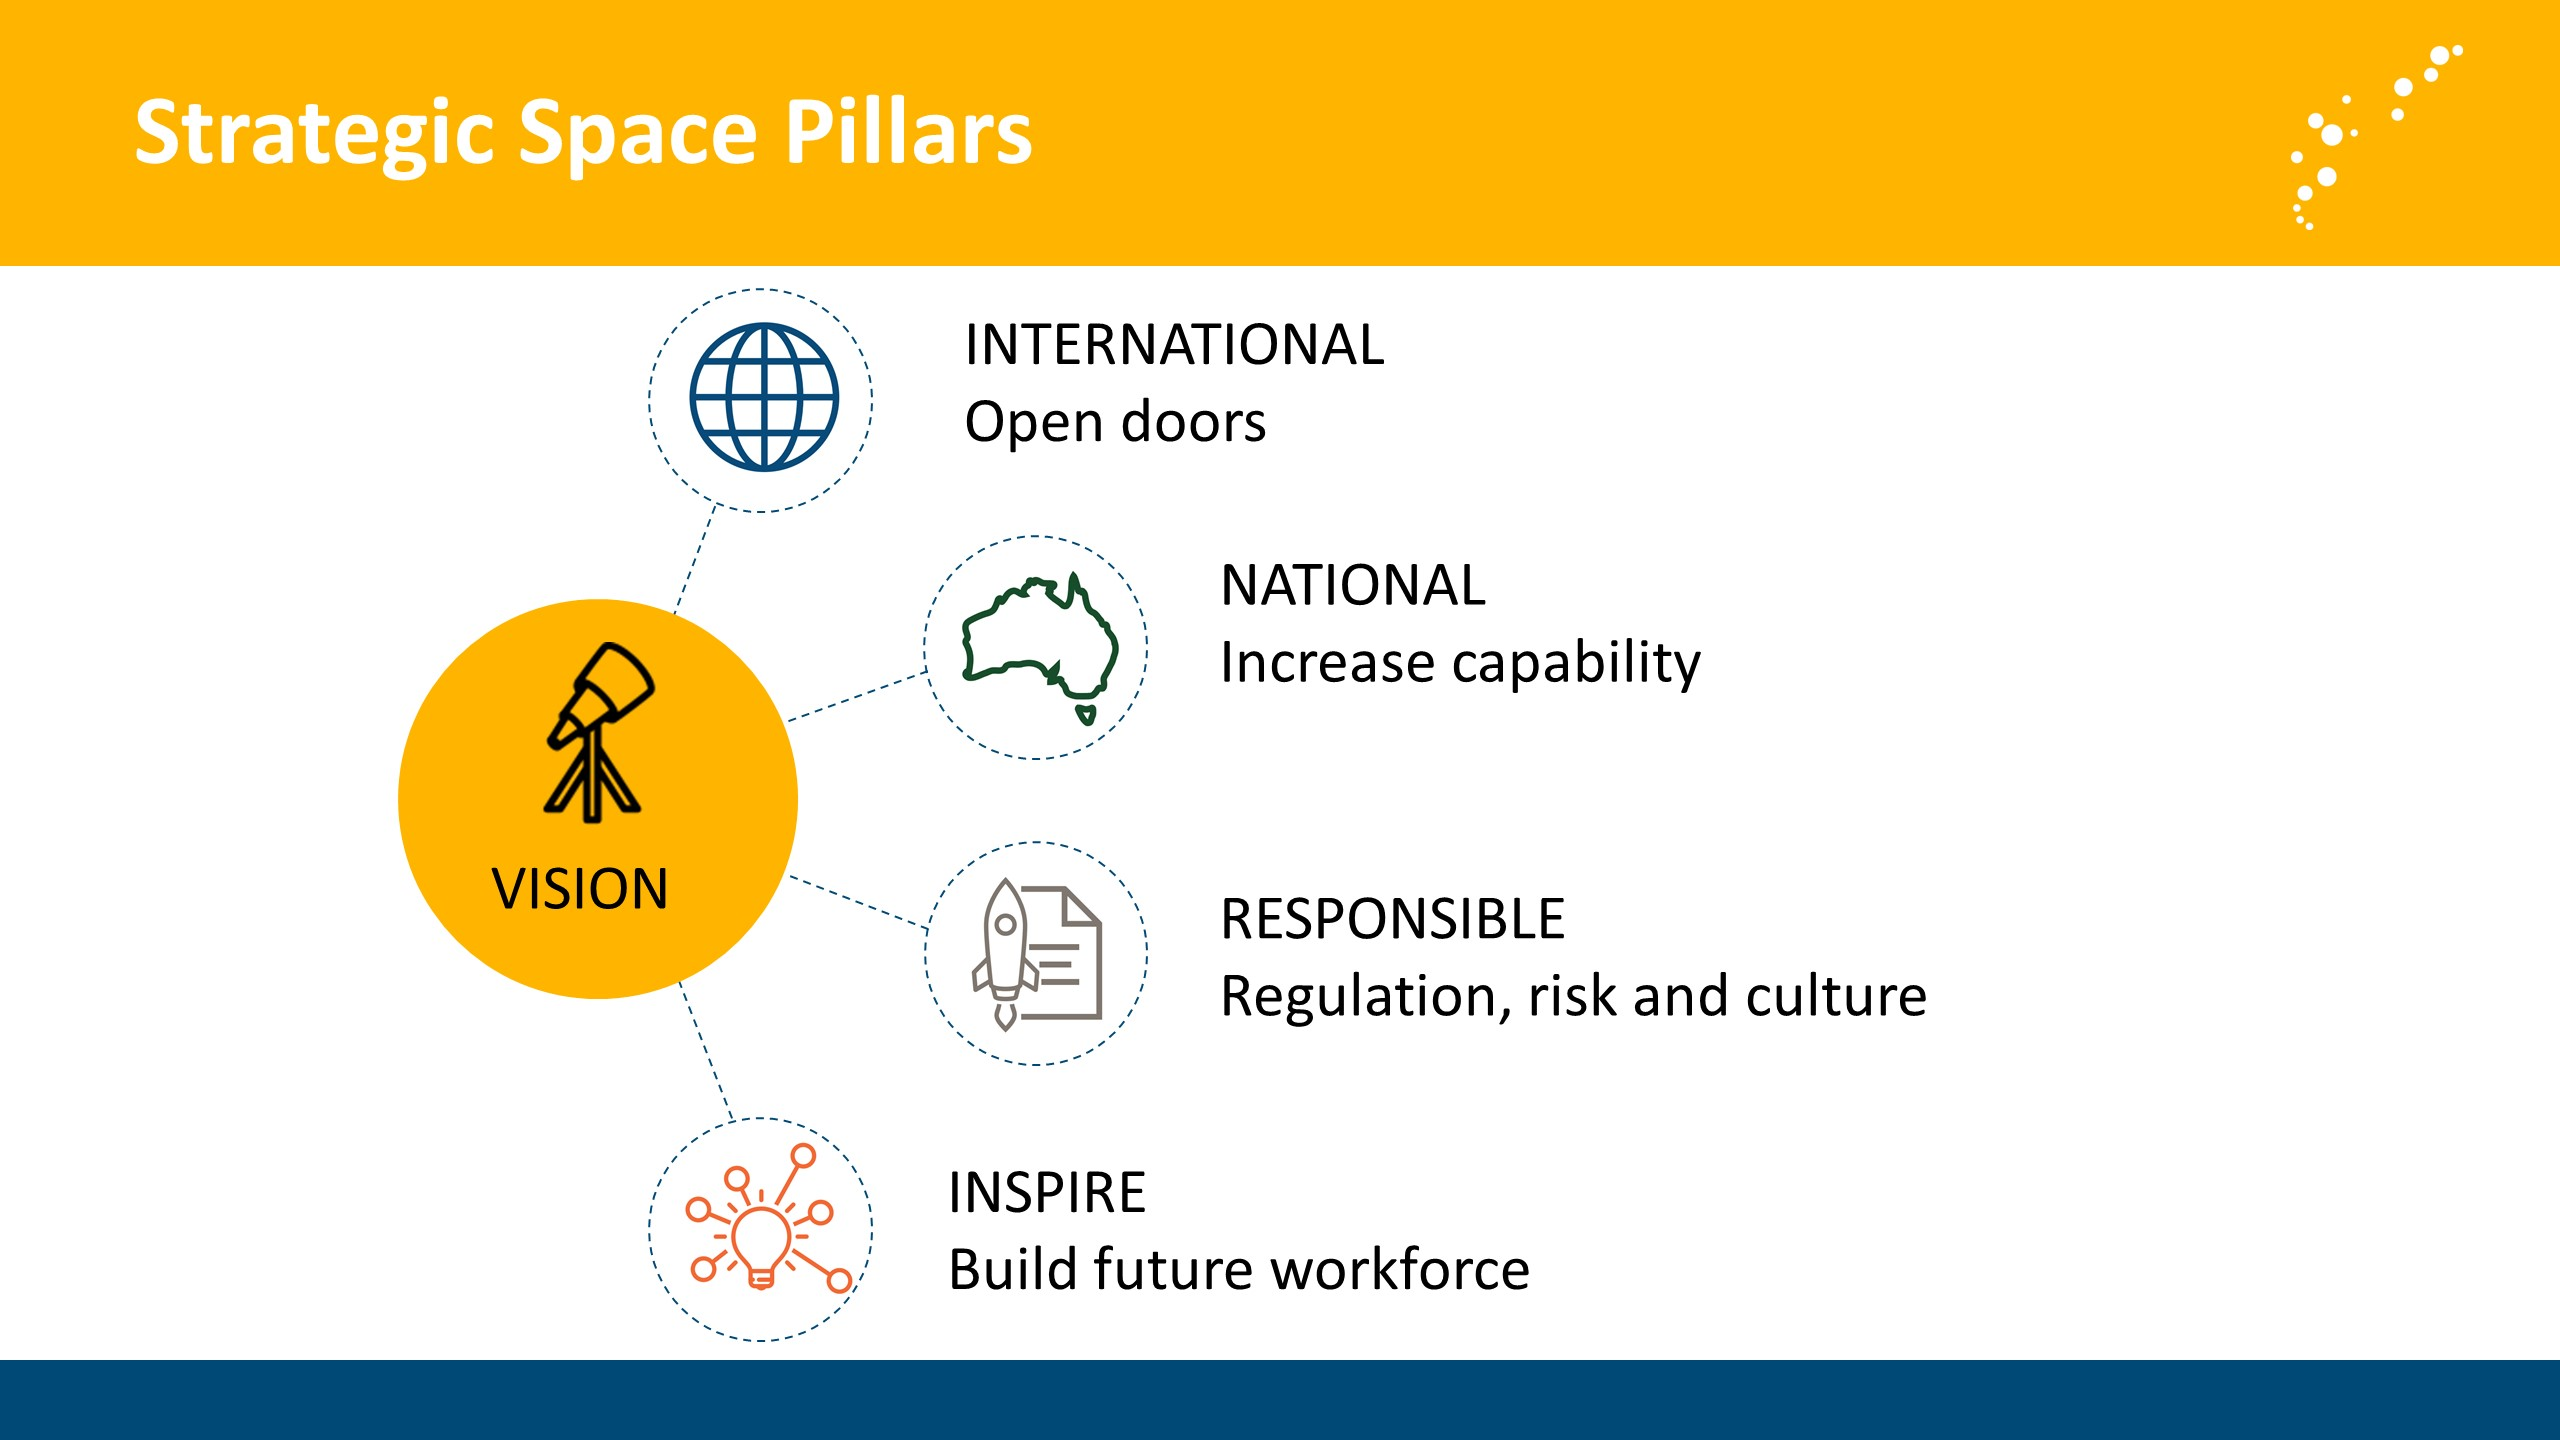 Strategic Space Pillars
INTERNATIONAL
Open doors
NATIONAL
Increase capability
VISION
RESPONSIBLE
Regulation, risk and culture
INSPIRE
Build future workforce